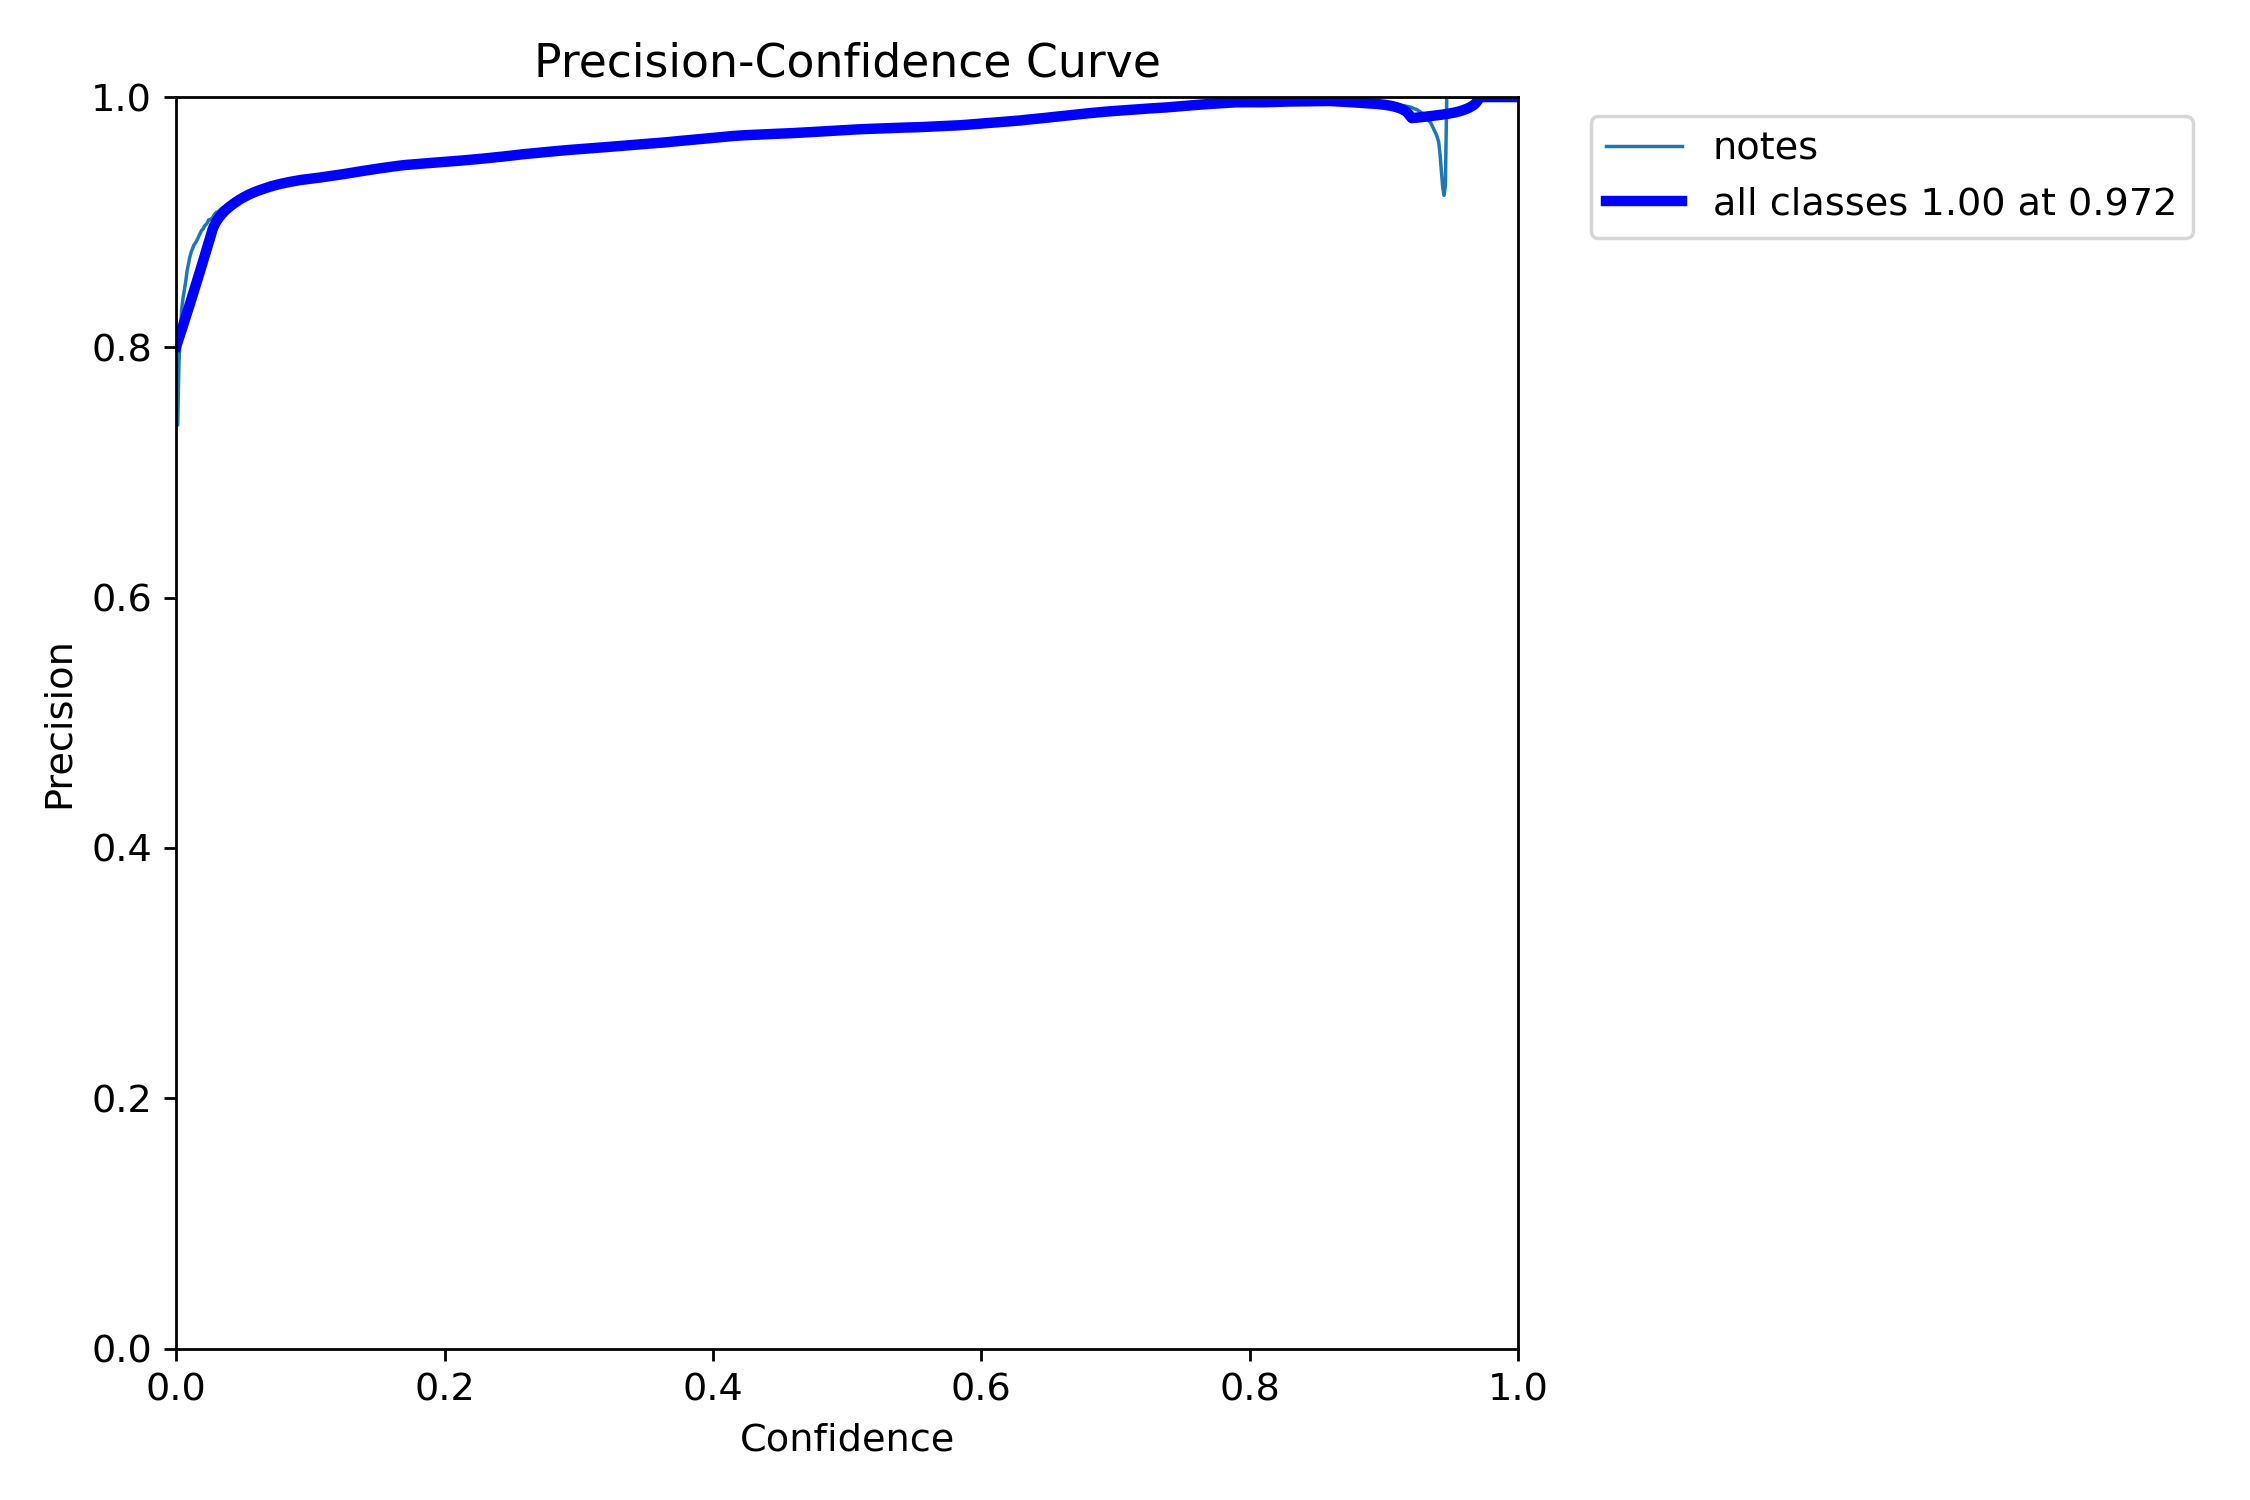 Precision-Confidence Curve
1.0
0.8
0.6
0.4
0.2
0.0
Precision
0.0 0.2 0.4 0.6 0.8 1.0
Confidence
notes
all classes 1.00 at 0.972